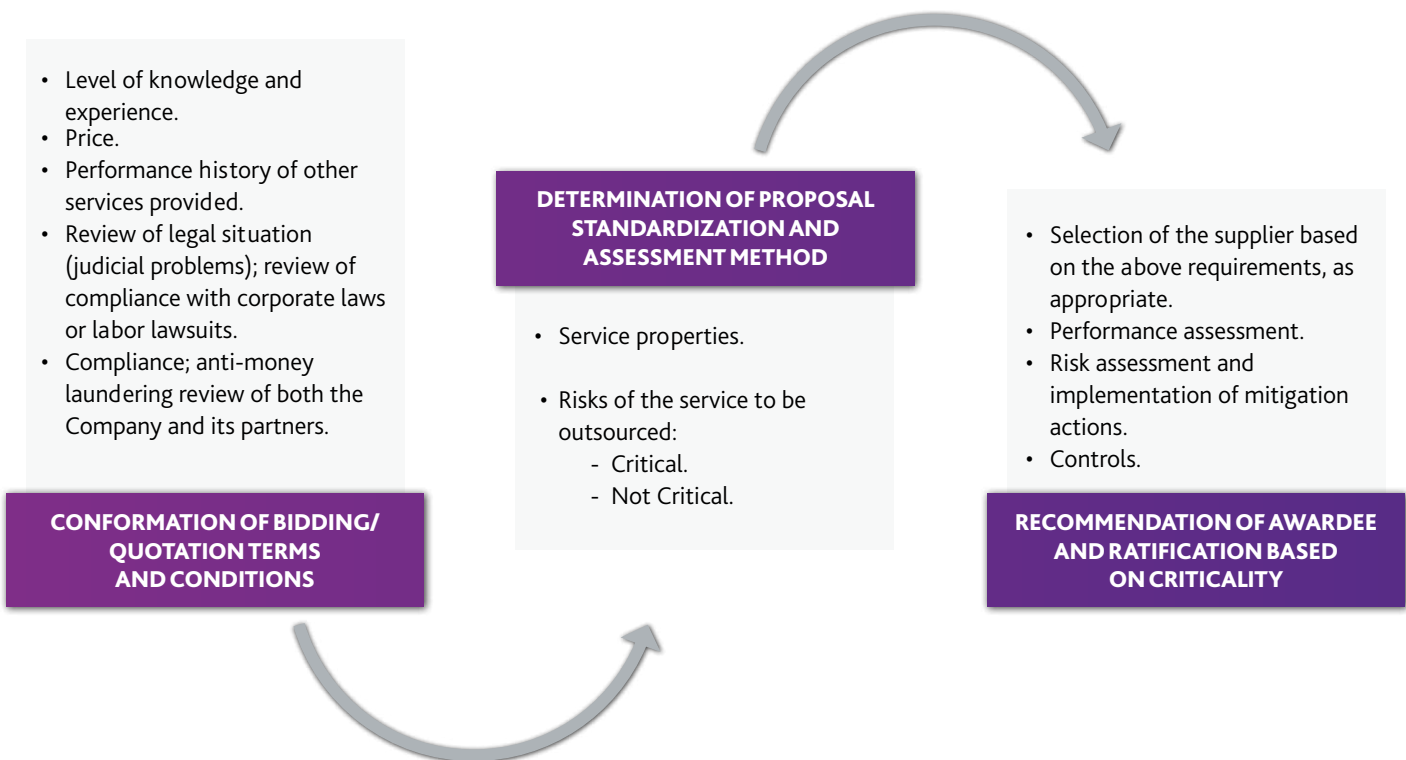 • Level of knowledge and
experience.
• Price.
• Performance history of other
services provided.
• Review of legal situation
(judicial problems); review of
compliance with corporate laws
or labor lawsuits.
• Compliance; anti-money
laundering review of both the
Company and its partners.
CONFORMATION OF BIDDING/
QUOTATION TERMS
AND CONDITIONS
DETERMINATION OF PROPOSAL
STANDARDIZATION AND
ASSESSMENT METHOD
• Service properties.
• Risks of the service to be
outsourced:
- Critical.
- Not Critical.
• Selection of the supplier based
on the above requirements, as
appropriate.
• Performance assessment.
• Risk assessment and
implementation of mitigation
actions.
• Controls.
RECOMMENDATION OF AWARDEE
AND RATIFICATION BASED
ON CRITICALITY